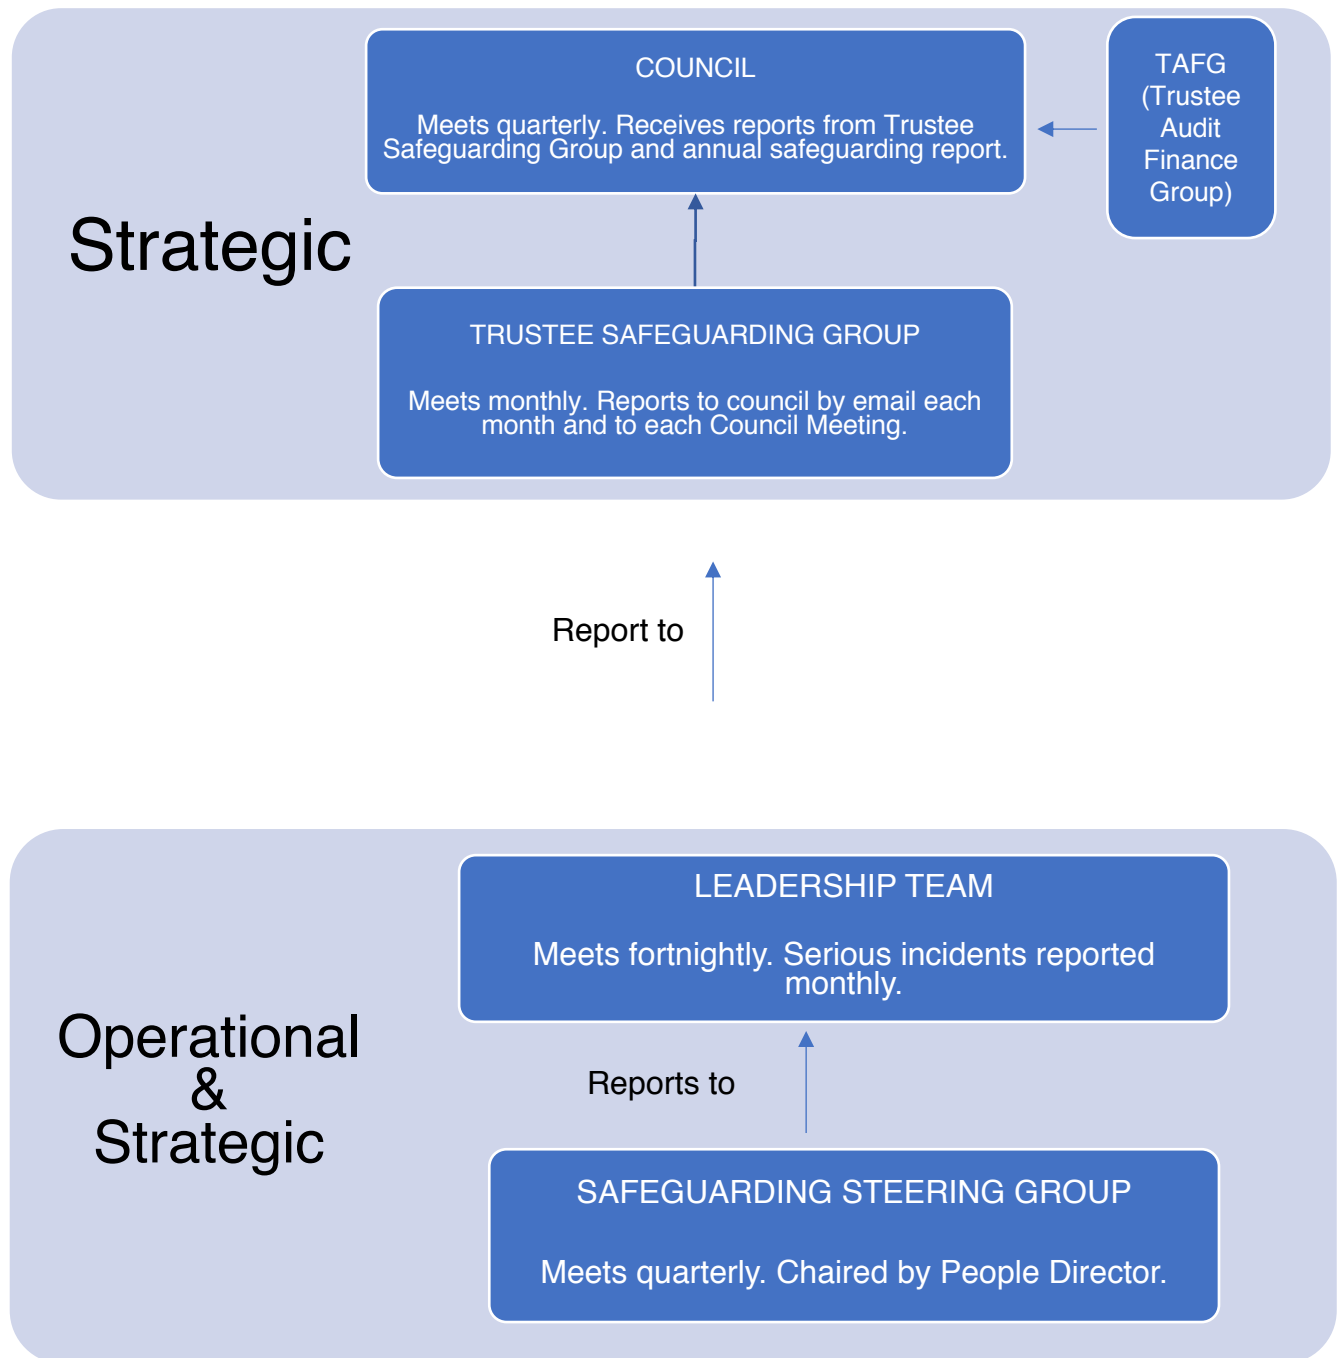 COUNCIL
Meets quarterly. Receives reports from Trustee
Safeguarding Group and annual safeguarding report.
TAFG
(Trustee
Audit
Finance
Group)
Strategic
TRUSTEE SAFEGUARDING GROUP
Meets monthly. Reports to council by email each
month and to each Council Meeting.
Report to
LEADERSHIP TEAM
Meets fortnightly. Serious incidents reported
monthly.
Operational
&
Strategic
Reports to
SAFEGUARDING STEERING GROUP
Meets quarterly. Chaired by People Director.